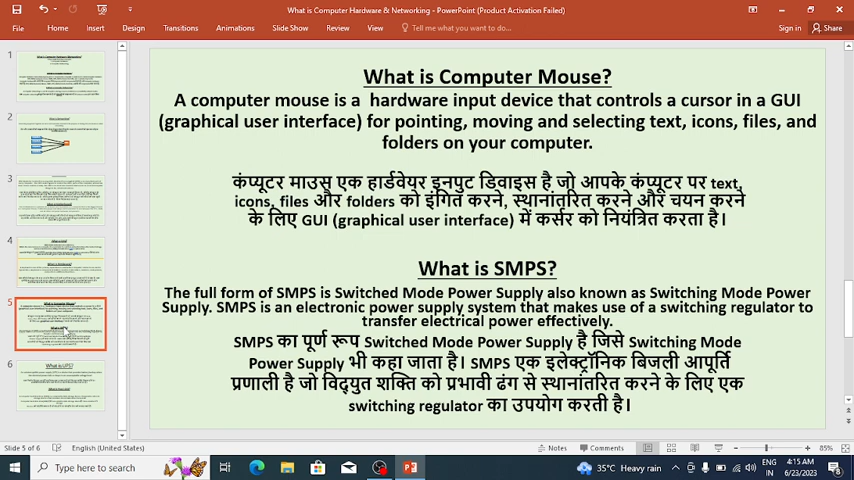 What is Computer Hardware & Networking - PowerPoint (Product Activation Failed)
File Home Insert Design Transitions Animations Slide Show Review View Tell me what you want to do... Sign in Share
1
2
3
4
5
6
What is Computer Mouse?
A computer mouse is a hardware input device that controls a cursor in a GUI
(graphical user interface) for pointing, moving and selecting text, icons, files, and
folders on your computer.
कंप्यूटर माउस एक हार्डवेयर इनपुट डिवाइस है जो आपके कंप्यूटर पर text,
icons, files और folders को इंगित करने, स्थानांतरित करने और चयन करने
के लिए GUI (graphical user interface) में कर्सर को नियंत्रित करता है।
What is SMPS?
The full form of SMPS is Switched Mode Power Supply also known as Switching Mode
Power Supply. SMPS is an electronic power supply system that makes use of a switching regulator to
transfer electrical power effectively.
SMPS का पूर्ण रूप Switched Mode Power Supply है जिसे Switching Mode
Power Supply भी कहा जाता है। SMPS एक इलेक्ट्रॉनिक बिजली आपूर्ति
प्रणाली है जो विद्युत शक्ति को प्रभावी ढंग से स्थानांतरित करने के लिए एक
switching regulator का उपयोग करती है।
Slide 5 of 6 English (United States) Notes Comments 85%
Type here to search 35°C Heavy rain ENG IN 4:15 AM 6/23/2023 8